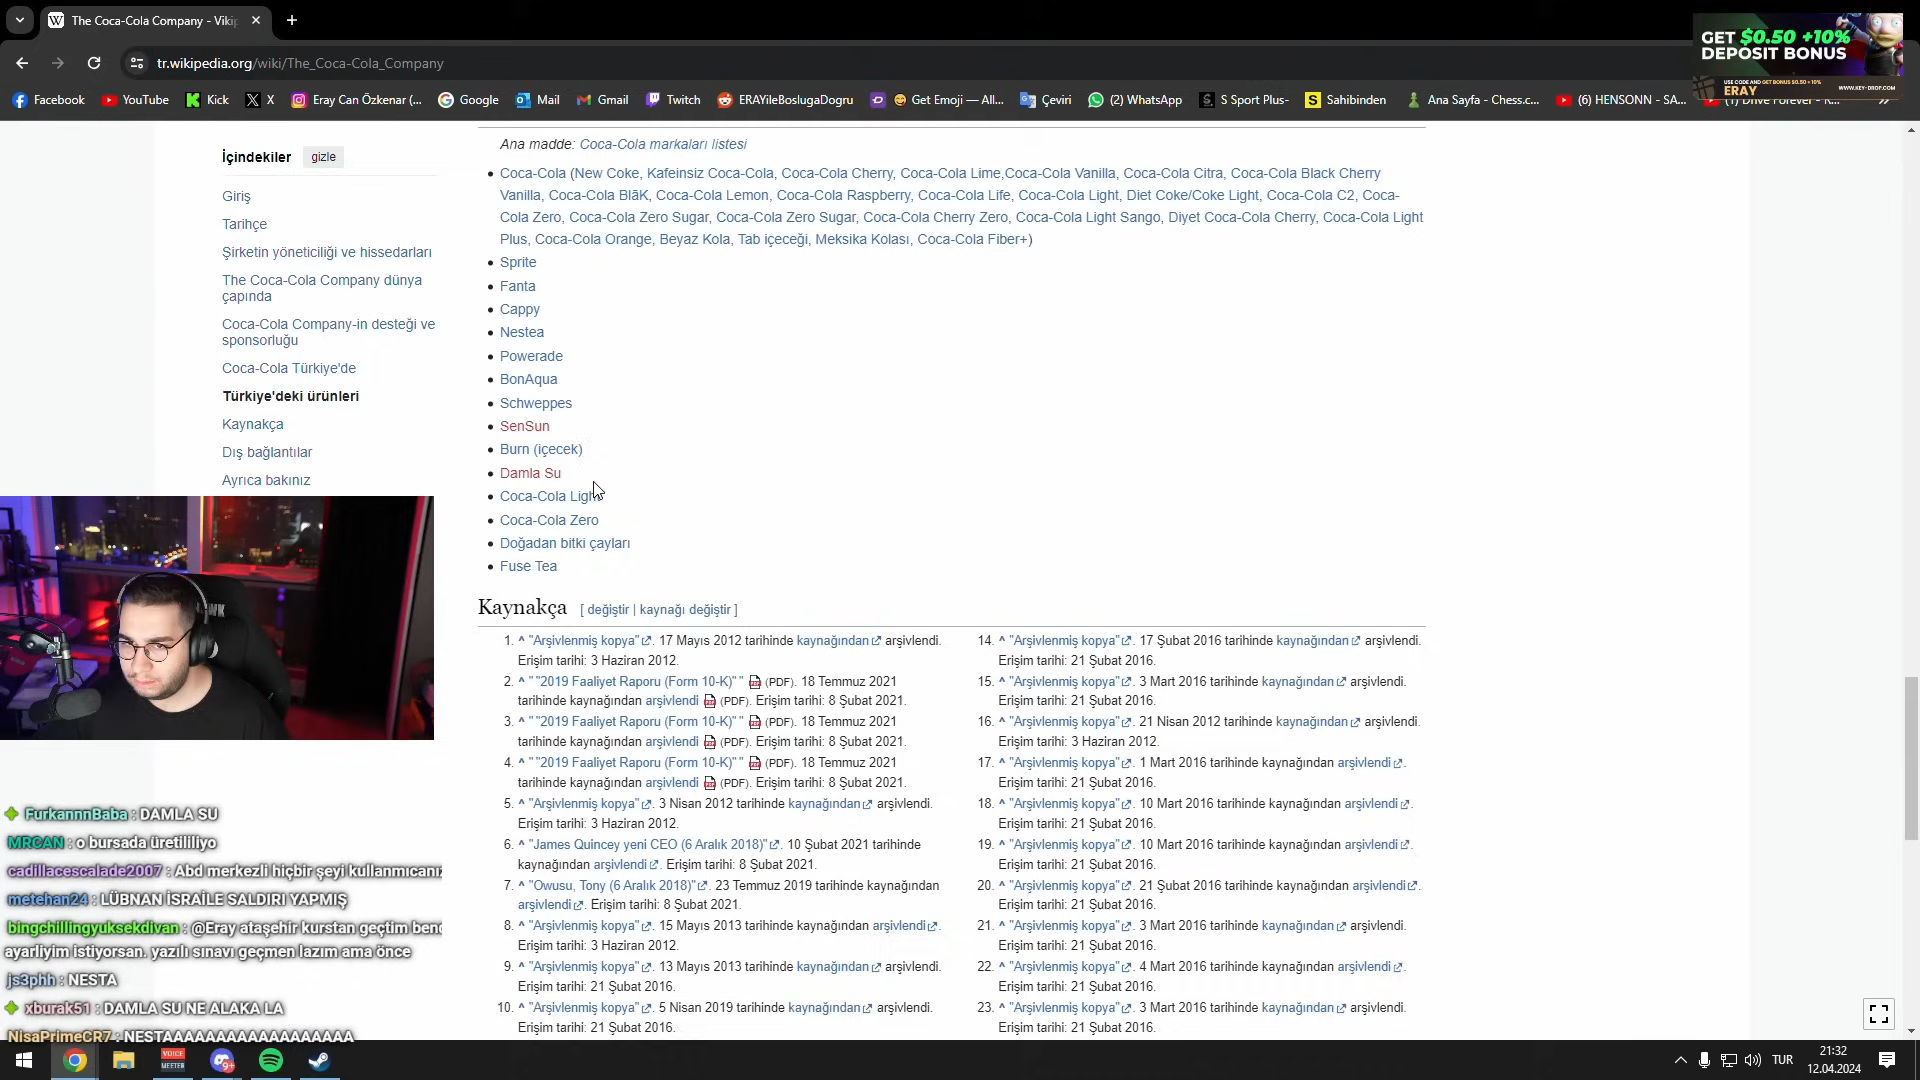 The Coca-Cola Company - Viki
GET $0.50 +10%
DEPOSIT BONUS
USE CODE AND GET BONUS $0.50 +10%
ERAY
WWW.KEY-DROP.COM
tr.wikipedia.org/wiki/The_Coca-Cola_Company
Facebook YouTube Kick X Eray Can Özkenar (... Google Mail Gmail Twitch ERAYileBoslugaDogru Get Emoji — All... Çeviri (2) WhatsApp S Sport Plus- Sahibinden Ana Sayfa - Chess.c... (6) HENSONN - SA...
İçindekiler gizle
Giriş
Tarihçe
Şirketin yöneticiliği ve hissedarları
The Coca-Cola Company dünya
çapında
Coca-Cola Company-in desteği ve
sponsorluğu
Coca-Cola Türkiye'de
Türkiye'deki ürünleri
Kaynakça
Dış bağlantılar
Ayrıca bakınız
Ana madde: Coca-Cola markaları listesi
Coca-Cola (New Coke, Kafeinsiz Coca-Cola, Coca-Cola Cherry, Coca-Cola Lime,Coca-Cola Vanilla, Coca-Cola Citra, Coca-Cola Black Cherry
Vanilla, Coca-Cola BlāK, Coca-Cola Lemon, Coca-Cola Raspberry, Coca-Cola Life, Coca-Cola Light, Diet Coke/Coke Light, Coca-Cola C2, Coca-
Cola Zero, Coca-Cola Zero Sugar, Coca-Cola Zero Sugar, Coca-Cola Cherry Zero, Coca-Cola Light Sango, Diyet Coca-Cola Cherry, Coca-Cola Light
Plus, Coca-Cola Orange, Beyaz Kola, Tab içeceği, Meksika Kolası, Coca-Cola Fiber+)
Sprite
Fanta
Cappy
Nestea
Powerade
BonAqua
Schweppes
SenSun
Burn (içecek)
Damla Su
Coca-Cola Light
Coca-Cola Zero
Doğadan bitki çayları
Fuse Tea
Kaynakça [ değiştir | kaynağı değiştir ]
1. ^ "Arşivlenmiş kopya". 17 Mayıs 2012 tarihinde kaynağından arşivlendi.
Erişim tarihi: 3 Haziran 2012.
2. ^ " "2019 Faaliyet Raporu (Form 10-K)" " (PDF). 18 Temmuz 2021
tarihinde kaynağından arşivlendi (PDF). Erişim tarihi: 8 Şubat 2021.
3. ^ " "2019 Faaliyet Raporu (Form 10-K)" " (PDF). 18 Temmuz 2021
tarihinde kaynağından arşivlendi (PDF). Erişim tarihi: 8 Şubat 2021.
4. ^ " "2019 Faaliyet Raporu (Form 10-K)" " (PDF). 18 Temmuz 2021
tarihinde kaynağından arşivlendi (PDF). Erişim tarihi: 8 Şubat 2021.
5. ^ "Arşivlenmiş kopya". 3 Nisan 2012 tarihinde kaynağından arşivlendi.
Erişim tarihi: 3 Haziran 2012.
6. ^ "James Quincey yeni CEO (6 Aralık 2018)". 10 Şubat 2021 tarihinde
kaynağından arşivlendi. Erişim tarihi: 8 Şubat 2021.
7. ^ "Owusu, Tony (6 Aralık 2018)". 23 Temmuz 2019 tarihinde kaynağından
arşivlendi. Erişim tarihi: 8 Şubat 2021.
8. ^ "Arşivlenmiş kopya". 15 Mayıs 2013 tarihinde kaynağından arşivlendi.
Erişim tarihi: 3 Haziran 2012.
9. ^ "Arşivlenmiş kopya". 13 Mayıs 2013 tarihinde kaynağından arşivlendi.
Erişim tarihi: 21 Şubat 2016.
10. ^ "Arşivlenmiş kopya". 5 Nisan 2019 tarihinde kaynağından arşivlendi.
Erişim tarihi: 21 Şubat 2016.
14. ^ "Arşivlenmiş kopya". 17 Şubat 2016 tarihinde kaynağından arşivlendi.
Erişim tarihi: 21 Şubat 2016.
15. ^ "Arşivlenmiş kopya". 3 Mart 2016 tarihinde kaynağından arşivlendi.
Erişim tarihi: 21 Şubat 2016.
16. ^ "Arşivlenmiş kopya". 21 Nisan 2012 tarihinde kaynağından arşivlendi.
Erişim tarihi: 3 Haziran 2012.
17. ^ "Arşivlenmiş kopya". 1 Mart 2016 tarihinde kaynağından arşivlendi.
Erişim tarihi: 21 Şubat 2016.
18. ^ "Arşivlenmiş kopya". 10 Mart 2016 tarihinde kaynağından arşivlendi.
Erişim tarihi: 21 Şubat 2016.
19. ^ "Arşivlenmiş kopya". 10 Mart 2016 tarihinde kaynağından arşivlendi.
Erişim tarihi: 21 Şubat 2016.
20. ^ "Arşivlenmiş kopya". 21 Şubat 2016 tarihinde kaynağından arşivlendi.
Erişim tarihi: 21 Şubat 2016.
21. ^ "Arşivlenmiş kopya". 3 Mart 2016 tarihinde kaynağından arşivlendi.
Erişim tarihi: 21 Şubat 2016.
22. ^ "Arşivlenmiş kopya". 4 Mart 2016 tarihinde kaynağından arşivlendi.
Erişim tarihi: 21 Şubat 2016.
23. ^ "Arşivlenmiş kopya". 3 Mart 2016 tarihinde kaynağından arşivlendi.
Erişim tarihi: 21 Şubat 2016.
FurkannnBaba : DAMLA SU
MRCAN : o bursada üretililiyo
cadillacescalade2007 : Abd merkezli hiçbir şeyi kullanmıcanız
metehan24 : LÜBNAN İSRAİLE SALDIRI YAPMIŞ
bingchillingyuksekdivan : @Eray ataşehir kurstan geçtim ben
ayarliyim istiyorsan. yazılı sınavı geçmen lazım ama önce
js3phh : NESTA
xburak51 : DAMLA SU NE ALAKA LA
NisaPrimeCR7 : NESTAAAAAAAAAAAAAAAAAA
VOICE
MEETER
9+
TUR
21:32
12.04.2024